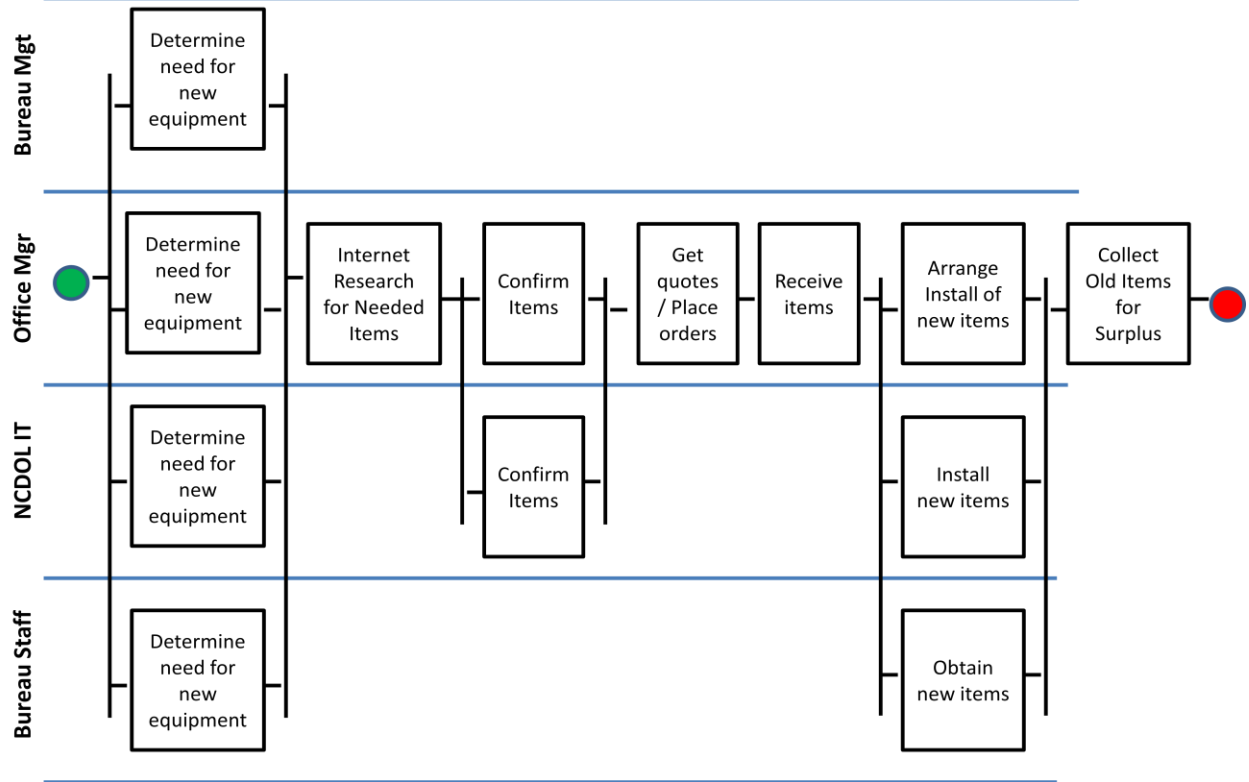 Bureau Mgt
Determine
need for
new
equipment
Office Mgr
Determine
need for
new
equipment
Internet
Research
for Needed
Items
Confirm
Items
Get
quotes
/ Place
orders
Receive
items
Arrange
Install of
new items
Collect
Old Items
for
Surplus
NCDOL IT
Determine
need for
new
equipment
Confirm
Items
Install
new items
Bureau Staff
Determine
need for
new
equipment
Obtain
new items